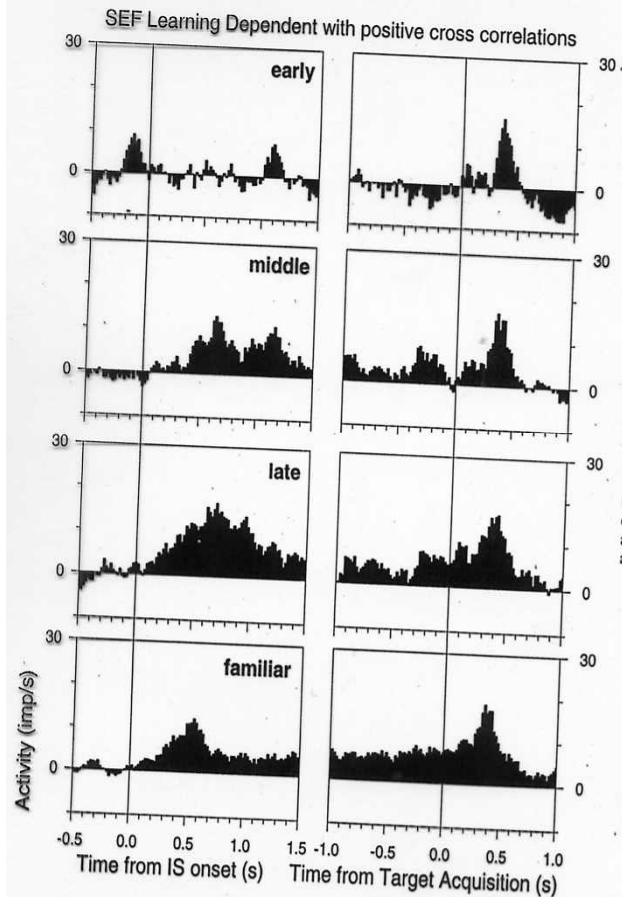 SEF Learning Dependent with positive cross correlations
30 early 30
0 0
30 middle 30
0 0
30 late 30
0 0
30 familiar 30
0 0
Activity (imp/s)
-0.5 0.0 0.5 1.0 1.5 -1.0 -0.5 0.0 0.5 1.0
Time from IS onset (s) Time from Target Acquisition (s)